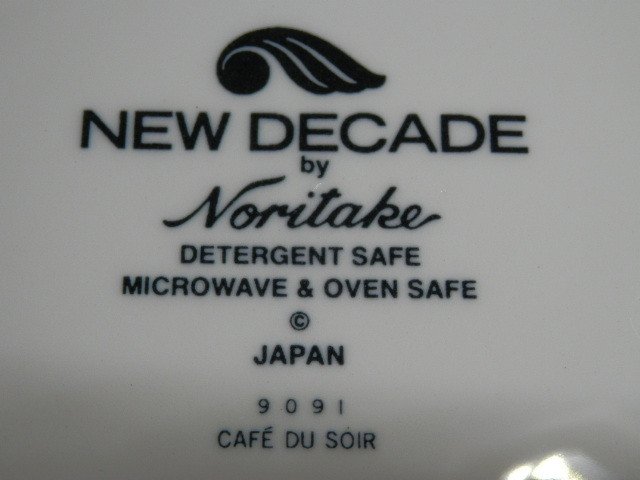 NEW DECADE
by
Noritake
DETERGENT SAFE
MICROWAVE & OVEN SAFE
©
JAPAN
9091
CAFÉ DU SOIR